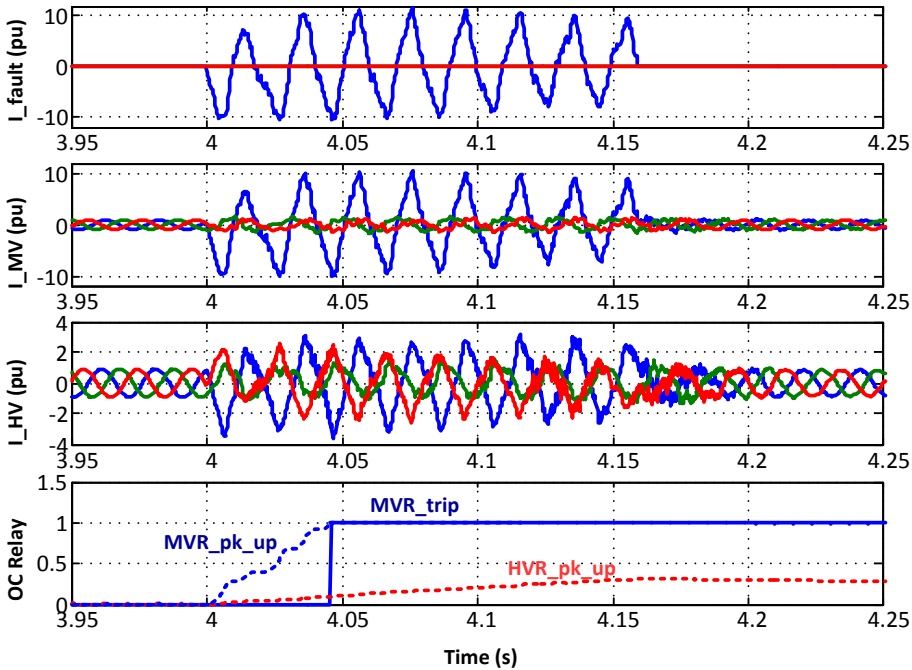 I_fault (pu)
10
0
-10
3.95 4 4.05 4.1 4.15 4.2 4.25
I_MV (pu)
10
0
-10
3.95 4 4.05 4.1 4.15 4.2 4.25
I_HV (pu)
4
2
0
-2
-4
3.95 4 4.05 4.1 4.15 4.2 4.25
OC Relay
1.5
1
0.5
0
MVR_trip
MVR_pk_up
HVR_pk_up
3.95 4 4.05 4.1 4.15 4.2 4.25
Time (s)